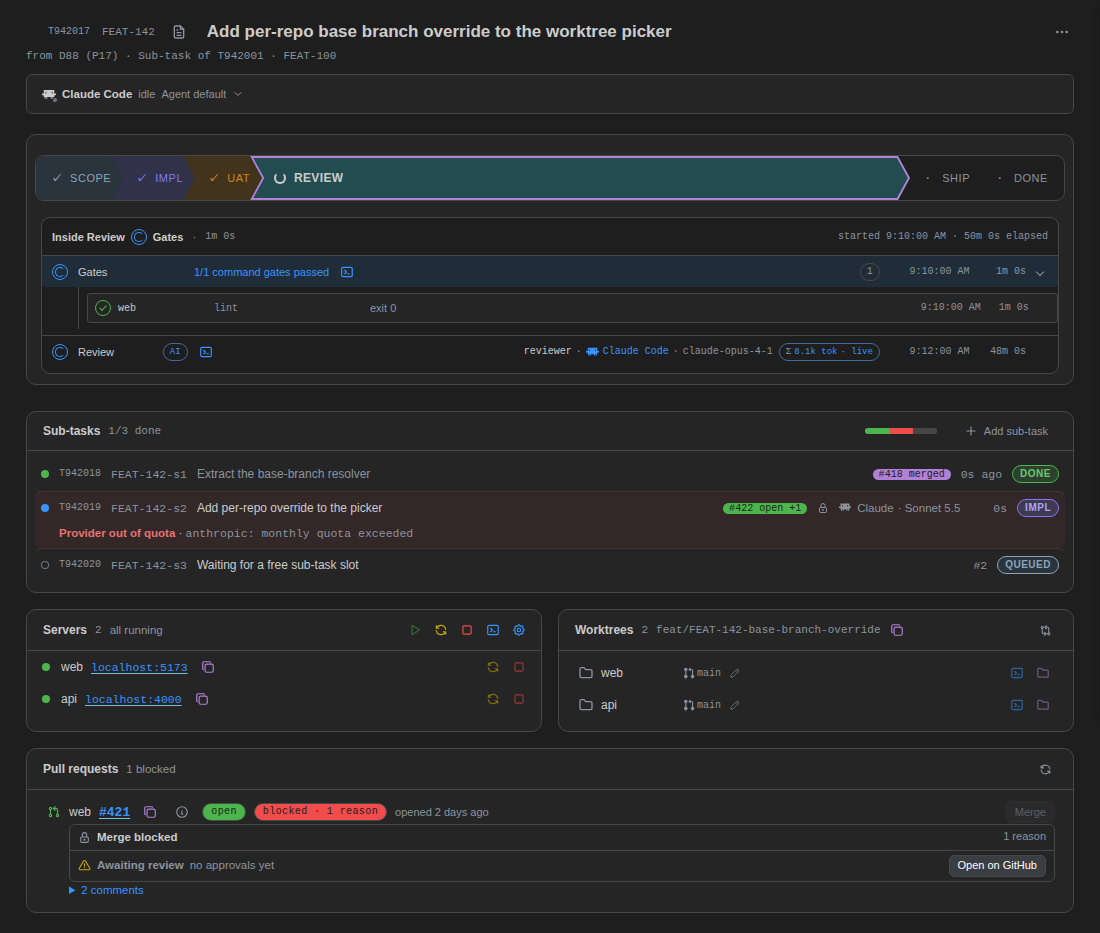 T942017 FEAT-142 Add per-repo base branch override to the worktree picker
from D88 (P17) · Sub-task of T942001 · FEAT-100
Claude Code idle Agent default
✓ SCOPE ✓ IMPL ✓ UAT REVIEW · SHIP · DONE
Inside Review Gates · 1m 0s started 9:10:00 AM · 50m 0s elapsed
Gates 1/1 command gates passed 1 9:10:00 AM 1m 0s
web lint exit 0 9:10:00 AM 1m 0s
Review AI reviewer · Claude Code · claude-opus-4-1 Σ 8.1k tok · live 9:12:00 AM 48m 0s
Sub-tasks 1/3 done Add sub-task
T942018 FEAT-142-s1 Extract the base-branch resolver #418 merged 0s ago DONE
T942019 FEAT-142-s2 Add per-repo override to the picker #422 open +1 Claude · Sonnet 5.5 0s IMPL
Provider out of quota · anthropic: monthly quota exceeded
T942020 FEAT-142-s3 Waiting for a free sub-task slot #2 QUEUED
Servers 2 all running
web localhost:5173
api localhost:4000
Worktrees 2 feat/FEAT-142-base-branch-override
web main
api main
Pull requests 1 blocked
web #421 open blocked · 1 reason opened 2 days ago Merge
Merge blocked 1 reason
Awaiting review no approvals yet Open on GitHub
2 comments